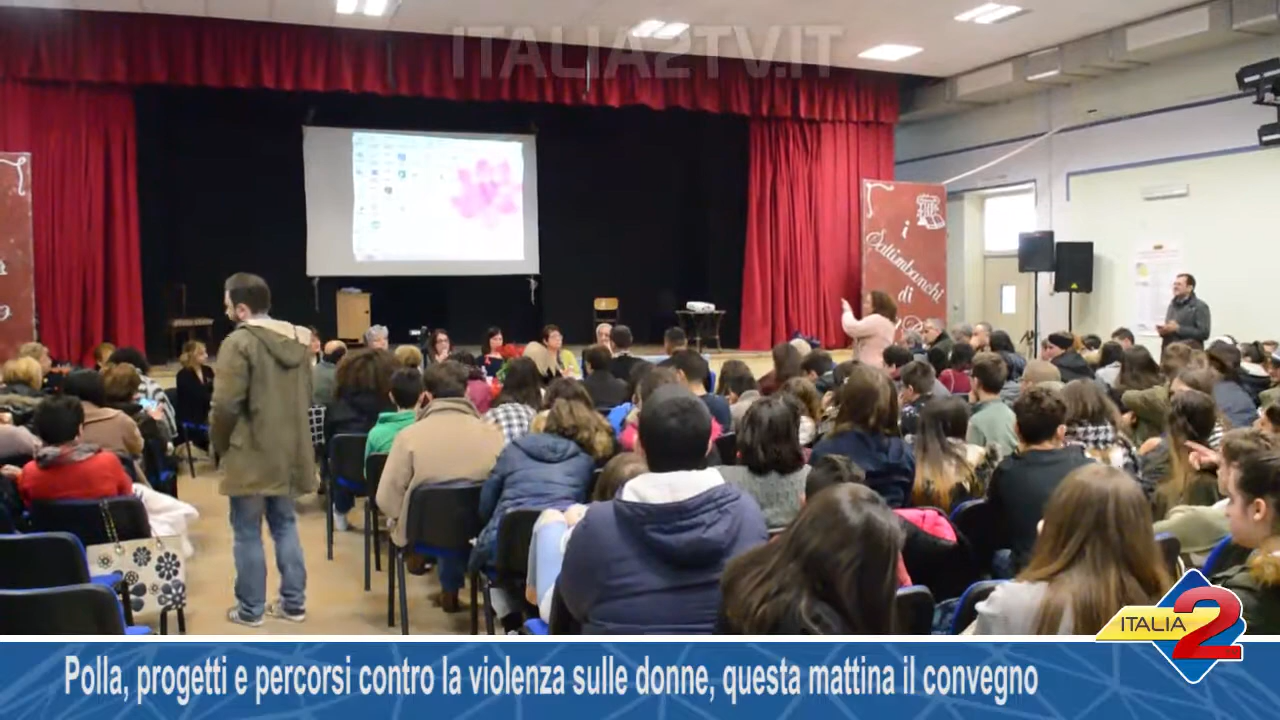 ITALIA2TV.IT
i
Saltimbanchi
di
ITALIA 2
Polla, progetti e percorsi contro la violenza sulle donne, questa mattina il convegno